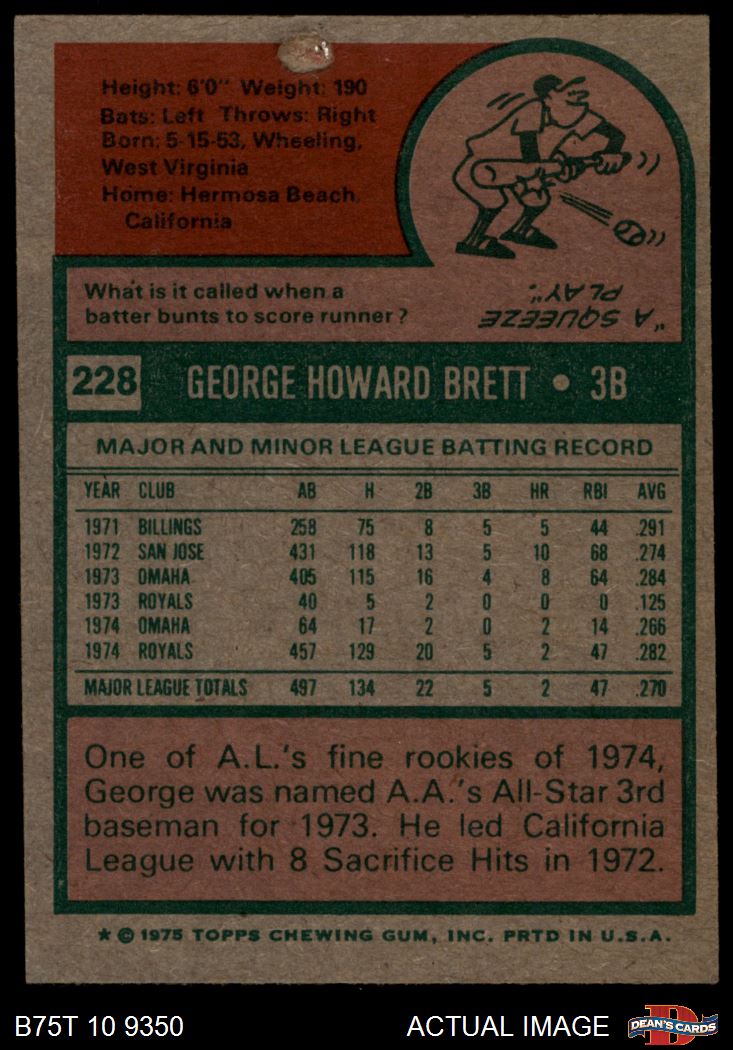 Height: 6'0" Weight: 190
Bats: Left Throws: Right
Born: 5-15-53, Wheeling,
West Virginia
Home: Hermosa Beach,
California
What is it called when a
batter bunts to score runner?
"A SQUEEZE
PLAY".
228 GEORGE HOWARD BRETT • 3B
MAJOR AND MINOR LEAGUE BATTING RECORD
YEAR CLUB AB H 2B 3B HR RBI AVG
1971 BILLINGS 258 75 8 5 5 44 .291
1972 SAN JOSE 431 118 13 5 10 68 .274
1973 OMAHA 405 115 16 4 8 64 .284
1973 ROYALS 40 5 2 0 0 0 .125
1974 OMAHA 64 17 2 0 2 14 .266
1974 ROYALS 457 129 20 5 2 47 .282
MAJOR LEAGUE TOTALS 497 134 22 5 2 47 .270
One of A.L.'s fine rookies of 1974,
George was named A.A.'s All-Star 3rd
baseman for 1973. He led California
League with 8 Sacrifice Hits in 1972.
★ © 1975 TOPPS CHEWING GUM, INC. PRTD IN U.S.A.
B75T 10 9350 ACTUAL IMAGE D DEAN'S CARDS